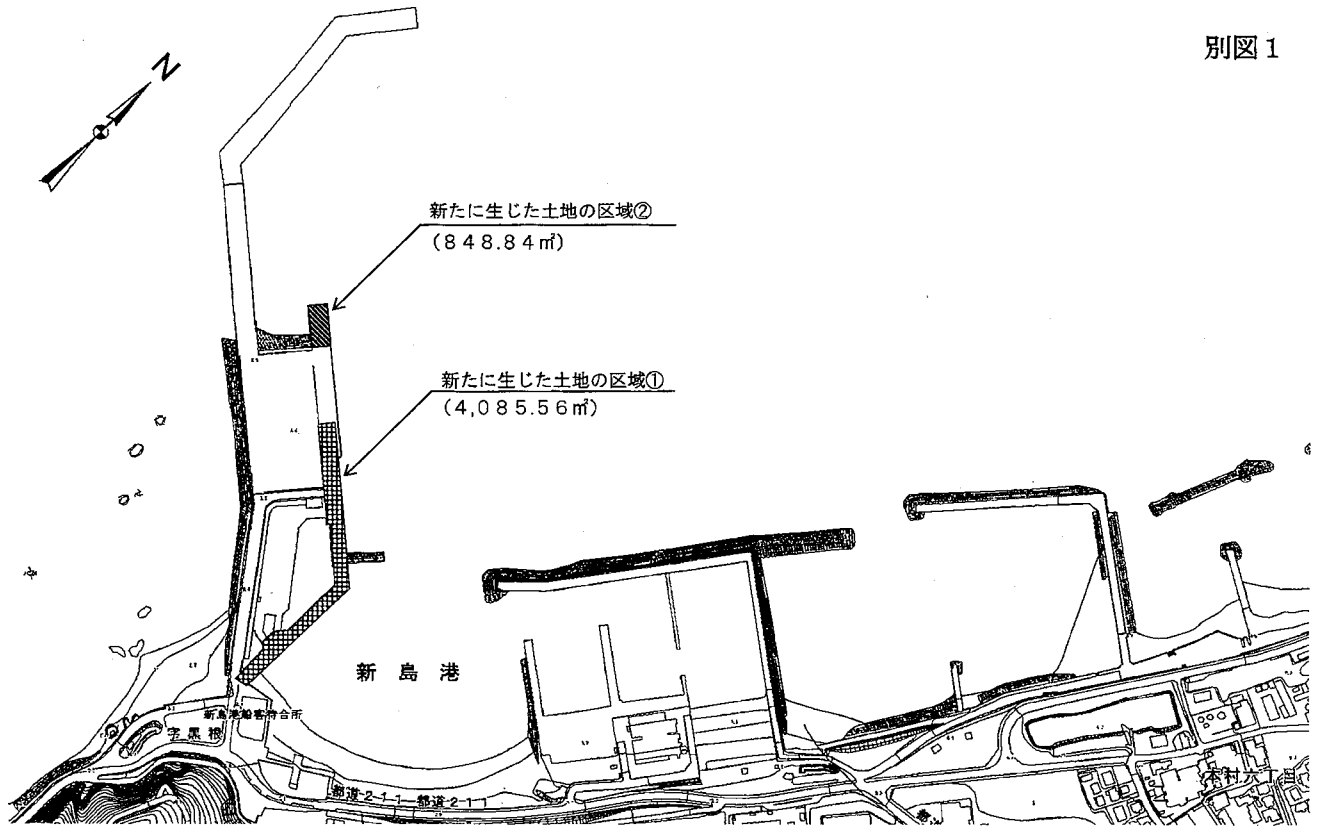 別図1
N
新たに生じた土地の区域②
(848.84㎡)
新たに生じた土地の区域①
(4,085.56㎡)
新島港
新島港船客待合所
字黒根
都道211 都道211
本村六丁目